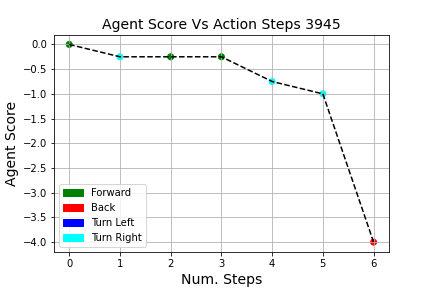 Agent Score Vs Action Steps 3945
0.0
−0.5
−1.0
−1.5
−2.0
−2.5
−3.0
−3.5
−4.0
Agent Score
Forward
Back
Turn Left
Turn Right
0 1 2 3 4 5 6
Num. Steps